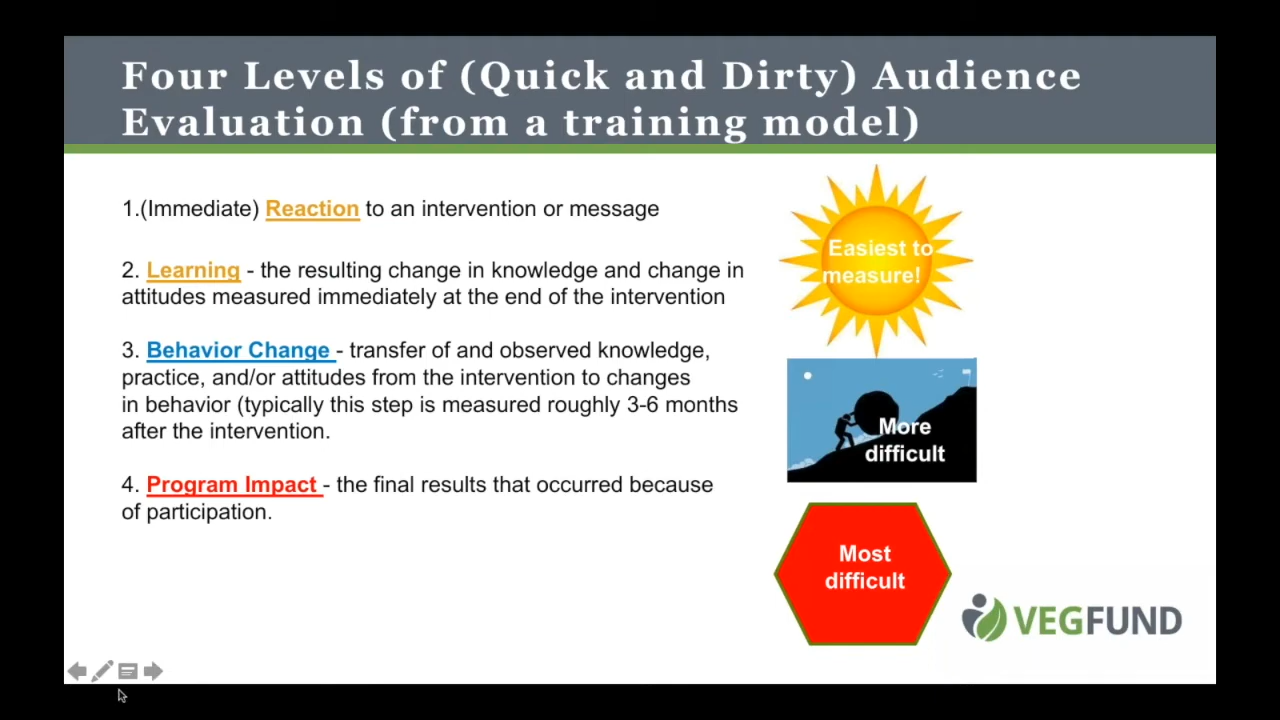 Four Levels of (Quick and Dirty) Audience
Evaluation (from a training model)
1.(Immediate) Reaction to an intervention or message
2. Learning - the resulting change in knowledge and change in
attitudes measured immediately at the end of the intervention
3. Behavior Change - transfer of and observed knowledge,
practice, and/or attitudes from the intervention to changes
in behavior (typically this step is measured roughly 3-6 months
after the intervention.
4. Program Impact - the final results that occurred because
of participation.
Easiest to
measure!
More
difficult
Most
difficult
VEGFUND